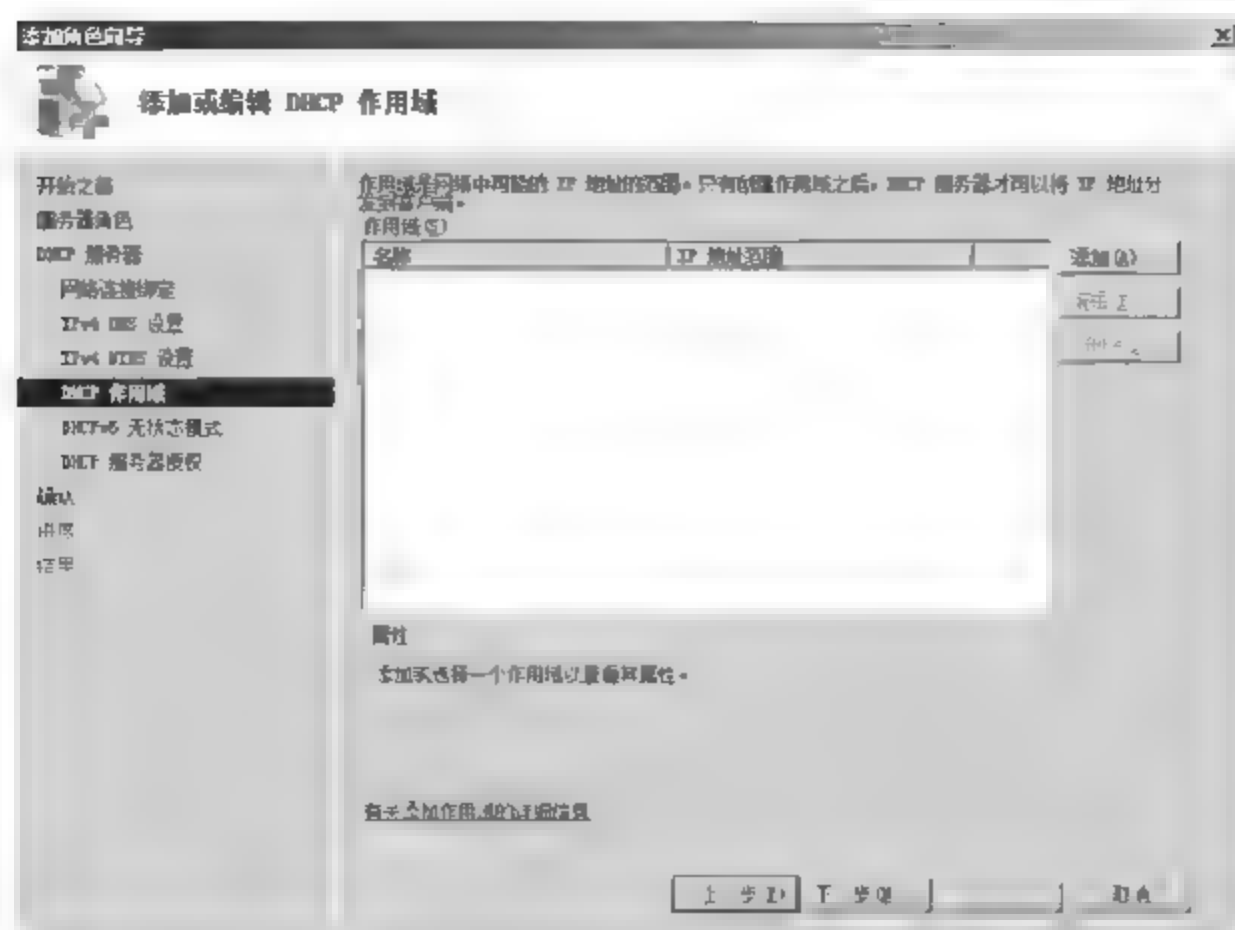 添加角色向导
添加或编辑 DHCP 作用域
开始之前
服务器角色
DHCP 服务器
网络连接绑定
IPv4 DNS 设置
IPv4 WINS 设置
DHCP 作用域
DHCPv6 无状态模式
DHCP 服务器授权
确认
进度
结果
作用域是网络中可能的 IP 地址的范围。只有创建作用域之后，DHCP 服务器才可以将 IP 地址分
发到客户端。
作用域(S)
名称
IP 地址范围
添加(A)
属性
添加或选择一个作用域以查看其属性。
有关添加作用域的详细信息
上一步(P)
下一步(N)
取消